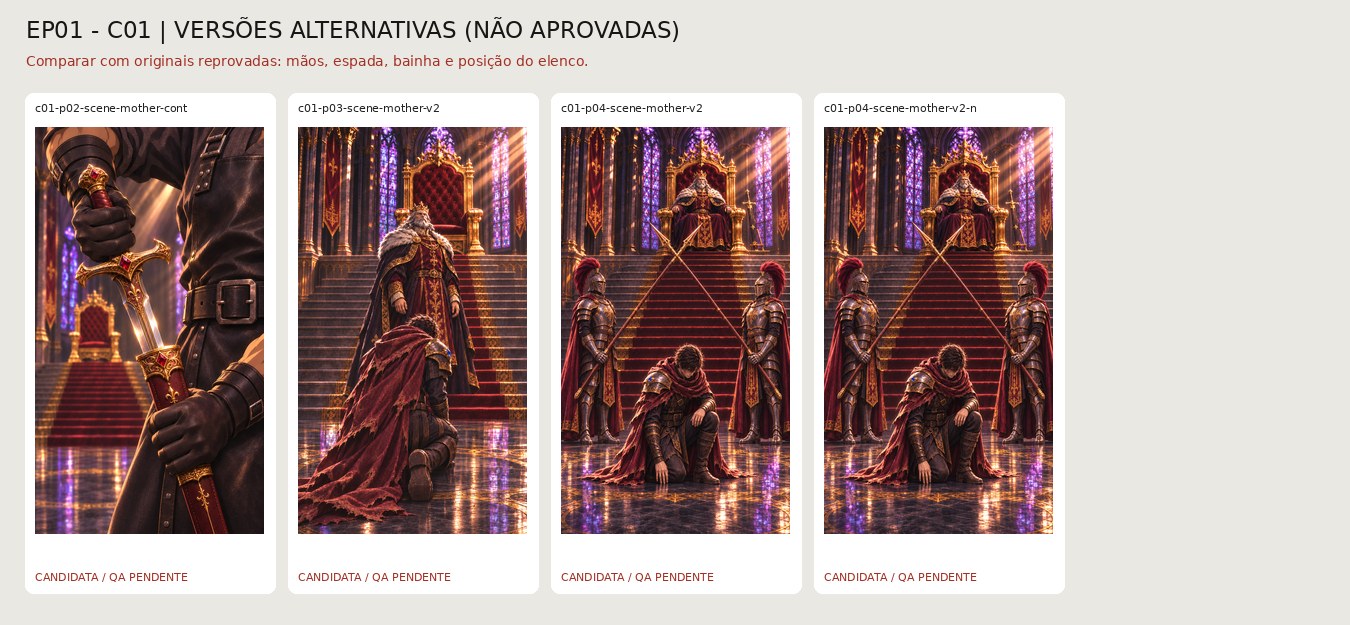 EP01 - C01 | VERSÕES ALTERNATIVAS (NÃO APROVADAS)
Comparar com originais reprovadas: mãos, espada, bainha e posição do elenco.
c01-p02-scene-mother-cont
c01-p03-scene-mother-v2
c01-p04-scene-mother-v2
c01-p04-scene-mother-v2-n
CANDIDATA / QA PENDENTE
CANDIDATA / QA PENDENTE
CANDIDATA / QA PENDENTE
CANDIDATA / QA PENDENTE